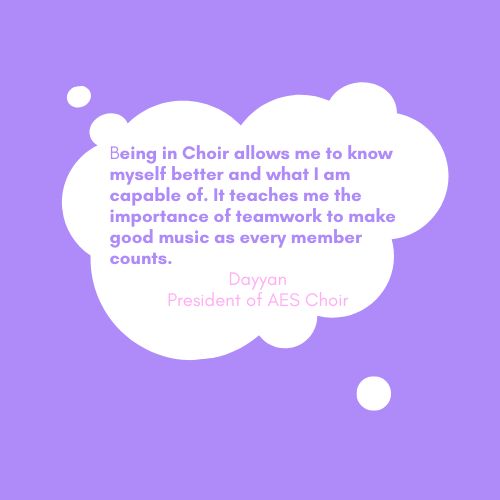 Being in Choir allows me to know
myself better and what I am
capable of. It teaches me the
importance of teamwork to make
good music as every member
counts.
Dayyan
President of AES Choir